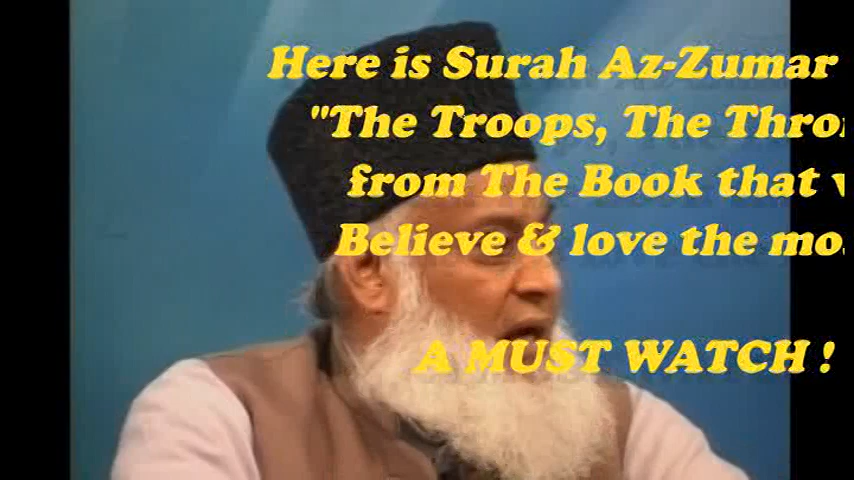 Here is Surah Az-Zumar
"The Troops, The
from The Book that
Believe & love the
A MUST WATCH !